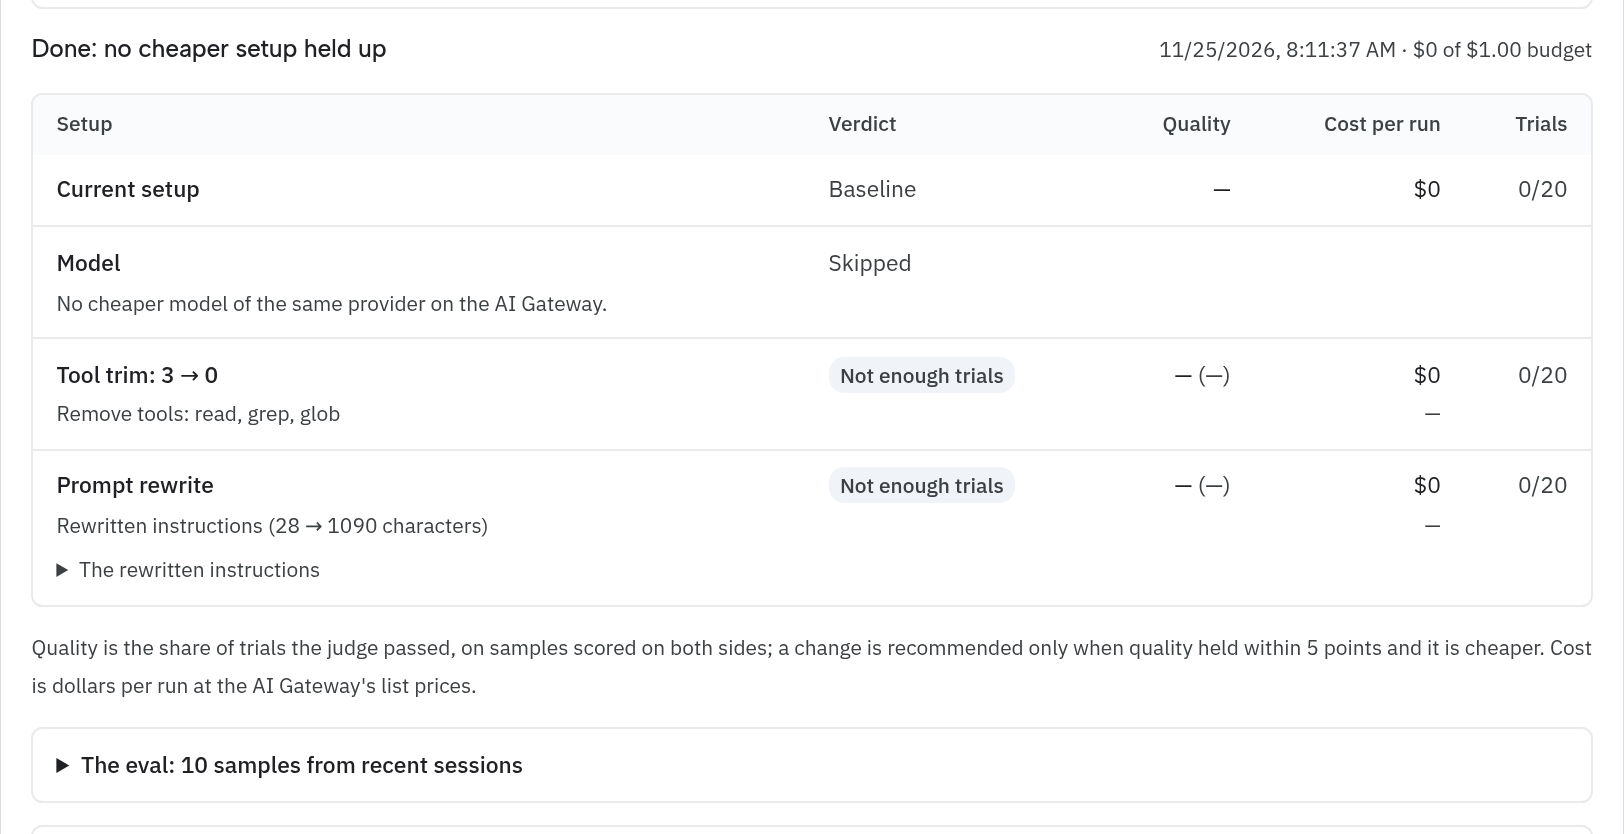 Done: no cheaper setup held up
11/25/2026, 8:11:37 AM · $0 of $1.00 budget
Setup Verdict Quality Cost per run Trials
Current setup Baseline — $0 0/20
Model Skipped
No cheaper model of the same provider on the AI Gateway.
Tool trim: 3 → 0 Not enough trials — (—) $0 0/20
Remove tools: read, grep, glob —
Prompt rewrite Not enough trials — (—) $0 0/20
Rewritten instructions (28 → 1090 characters) —
▶ The rewritten instructions
Quality is the share of trials the judge passed, on samples scored on both sides; a change is recommended only when quality held within 5 points and it is cheaper. Cost
is dollars per run at the AI Gateway's list prices.
▶ The eval: 10 samples from recent sessions